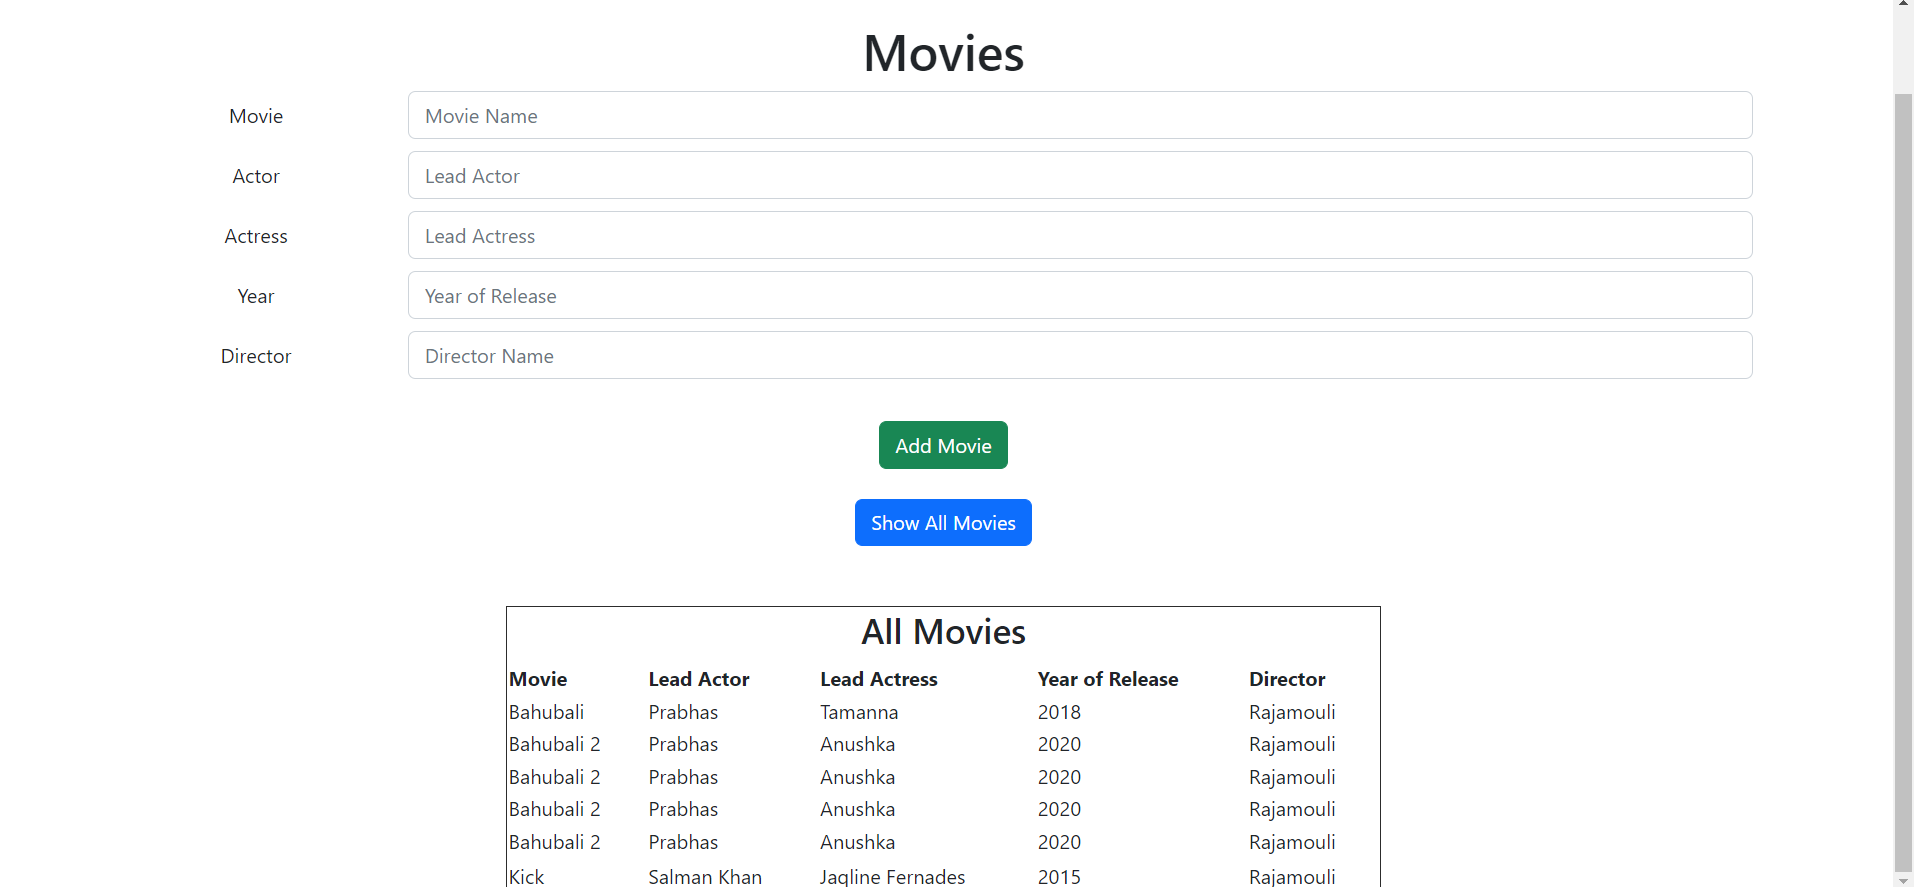 Movies
Movie Movie Name
Actor Lead Actor
Actress Lead Actress
Year Year of Release
Director Director Name
Add Movie
Show All Movies
All Movies
Movie Lead Actor Lead Actress Year of Release Director
Bahubali Prabhas Tamanna 2018 Rajamouli
Bahubali 2 Prabhas Anushka 2020 Rajamouli
Bahubali 2 Prabhas Anushka 2020 Rajamouli
Bahubali 2 Prabhas Anushka 2020 Rajamouli
Bahubali 2 Prabhas Anushka 2020 Rajamouli
Kick Salman Khan Jaqline Fernades 2015 Rajamouli